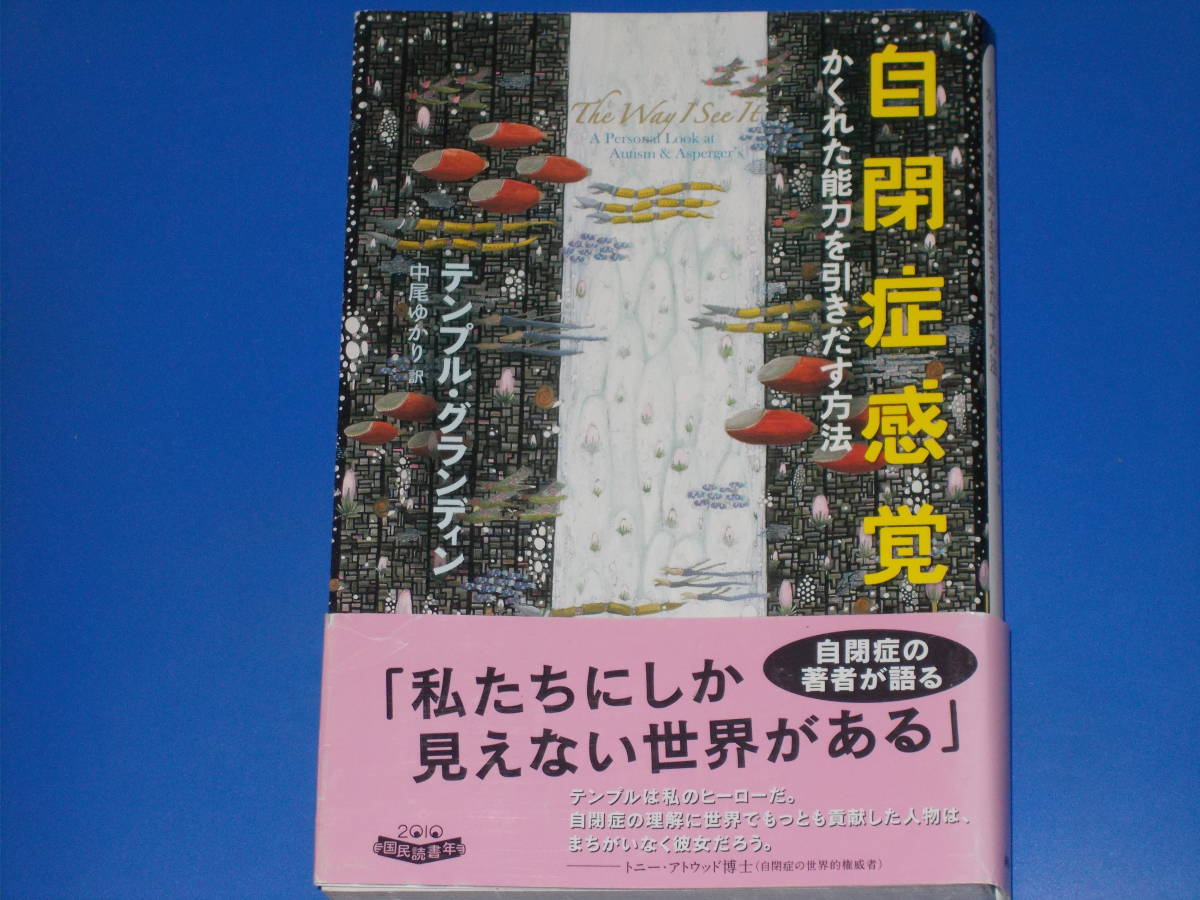 自閉症感覚
かくれた能力を引きだす方法
The Way I See It
A Personal Look at
Autism & Asperger's
テンプル・グランディン
中尾ゆかり 訳
自閉症の
著者が語る
「私たちにしか
見えない世界がある」
テンプルは私のヒーローだ。
自閉症の理解に世界でもっとも貢献した人物は、
まちがいなく彼女だろう。
――トニー・アトウッド博士（自閉症の世界的権威者）
2010
国民読書年